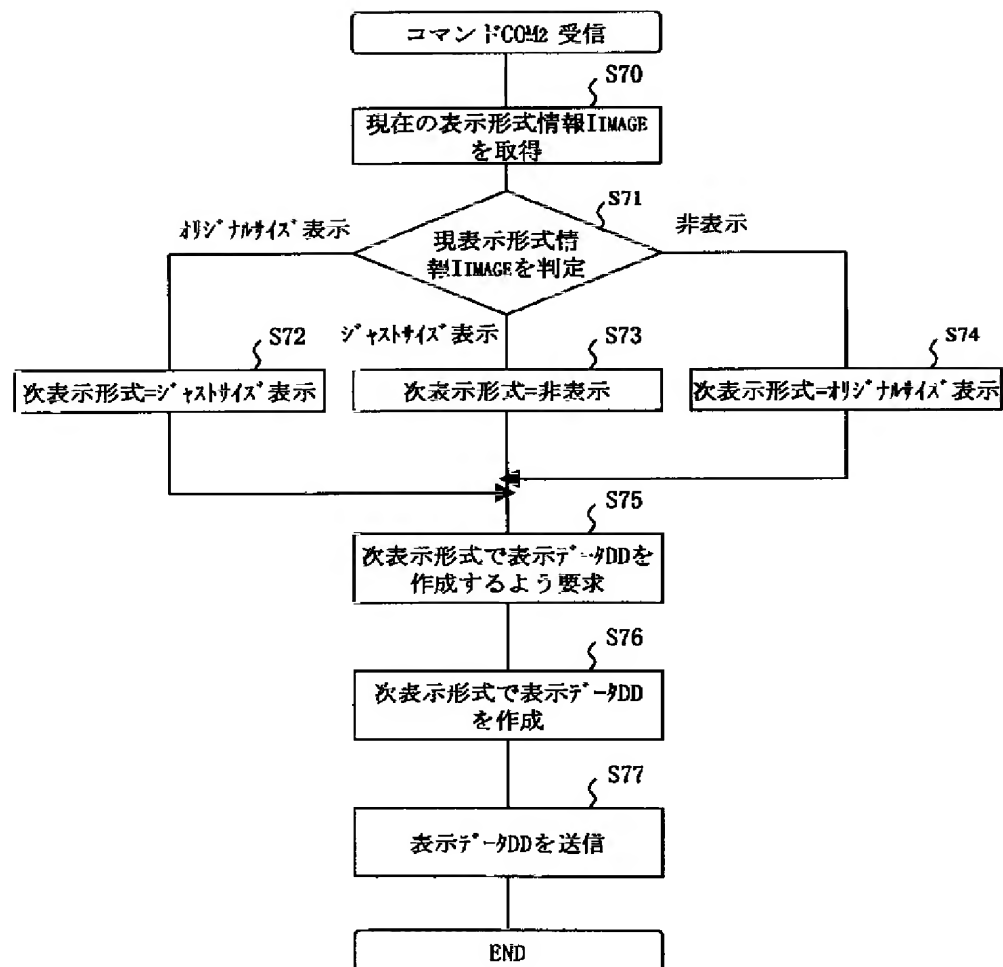 コマンドCOM2 受信
S70
現在の表示形式情報IIMAGE
を取得
S71
オリジナルサイズ表示
非表示
現表示形式情
報IIMAGEを判定
ジャストサイズ表示
S72
S73
S74
次表示形式=ジャストサイズ表示
次表示形式=非表示
次表示形式=オリジナルサイズ表示
S75
次表示形式で表示データDDを
作成するよう要求
S76
次表示形式で表示データDD
を作成
S77
表示データDDを送信
END